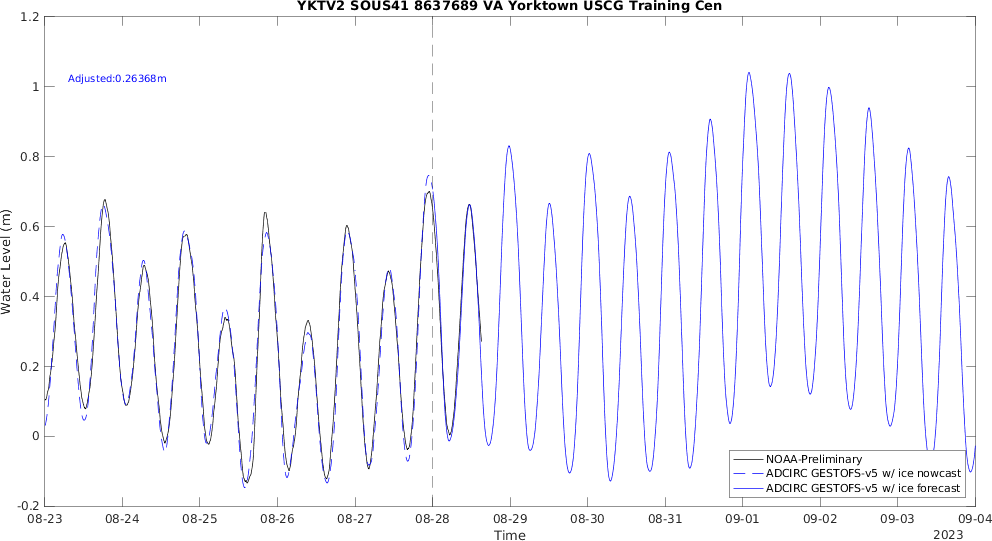 YKTV2 SOUS41 8637689 VA Yorktown USCG Training Cen
Adjusted:0.26368m
Water Level (m)
1.2
1
0.8
0.6
0.4
0.2
0
-0.2
NOAA-Preliminary
ADCIRC GESTOFS-v5 w/ ice nowcast
ADCIRC GESTOFS-v5 w/ ice forecast
08-23 08-24 08-25 08-26 08-27 08-28 08-29 08-30 08-31 09-01 09-02 09-03 09-04
Time
2023